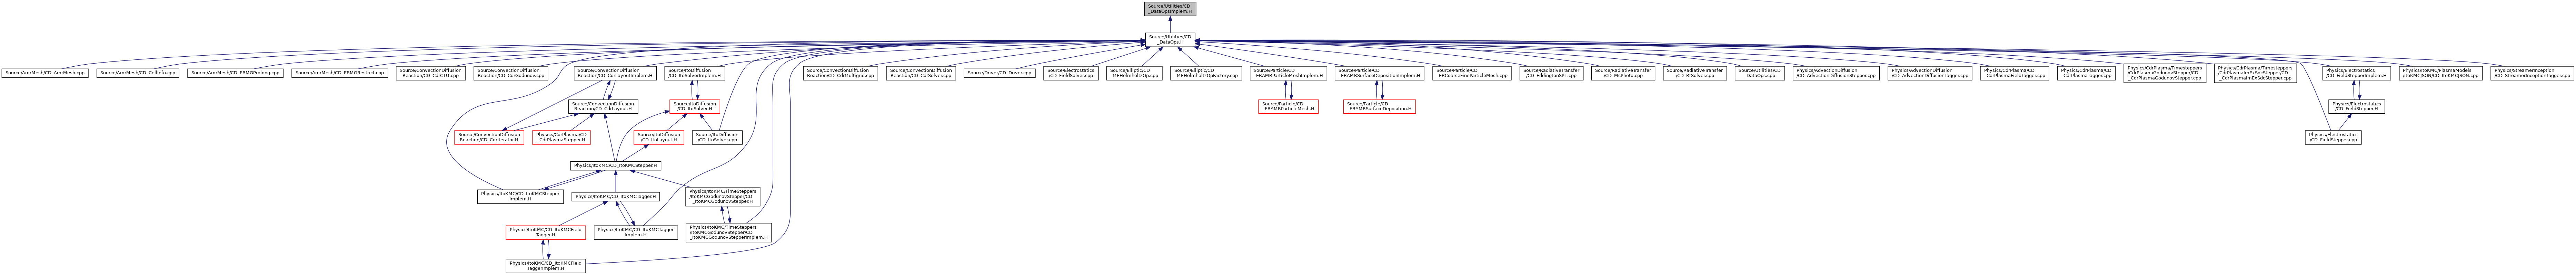 Source/Utilities/CD
_DataOpsImplem.H
Source/Utilities/CD
_DataOps.H
Source/AmrMesh/CD_AmrMesh.cpp
Source/AmrMesh/CD_CellInfo.cpp
Source/AmrMesh/CD_EBMGProlong.cpp
Source/AmrMesh/CD_EBMGRestrict.cpp
Source/ConvectionDiffusion
Reaction/CD_CdrCTU.cpp
Source/ConvectionDiffusion
Reaction/CD_CdrGodunov.cpp
Source/ConvectionDiffusion
Reaction/CD_CdrLayoutImplem.H
Source/ItoDiffusion
/CD_ItoSolverImplem.H
Source/ConvectionDiffusion
Reaction/CD_CdrMultigrid.cpp
Source/ConvectionDiffusion
Reaction/CD_CdrSolver.cpp
Source/Driver/CD_Driver.cpp
Source/Electrostatics
/CD_FieldSolver.cpp
Source/Elliptic/CD
_MFHelmholtzOp.cpp
Source/Elliptic/CD
_MFHelmholtzOpFactory.cpp
Source/Particle/CD
_EBAMRParticleMeshImplem.H
Source/Particle/CD
_EBAMRSurfaceDepositionImplem.H
Source/Particle/CD
_EBCoarseFineParticleMesh.cpp
Source/RadiativeTransfer
/CD_EddingtonSP1.cpp
Source/RadiativeTransfer
/CD_McPhoto.cpp
Source/RadiativeTransfer
/CD_RtSolver.cpp
Source/Utilities/CD
_DataOps.cpp
Physics/AdvectionDiffusion
/CD_AdvectionDiffusionStepper.cpp
Physics/AdvectionDiffusion
/CD_AdvectionDiffusionTagger.cpp
Physics/CdrPlasma/CD
_CdrPlasmaFieldTagger.cpp
Physics/CdrPlasma/CD
_CdrPlasmaTagger.cpp
Physics/CdrPlasma/Timesteppers
/CdrPlasmaGodunovStepper/CD
_CdrPlasmaGodunovStepper.cpp
Physics/CdrPlasma/Timesteppers
/CdrPlasmaImExSdcStepper/CD
_CdrPlasmaImExSdcStepper.cpp
Physics/Electrostatics
/CD_FieldStepperImplem.H
Physics/ItoKMC/PlasmaModels
/ItoKMCJSON/CD_ItoKMCJSON.cpp
Physics/StreamerInception
/CD_StreamerInceptionTagger.cpp
Source/ConvectionDiffusion
Reaction/CD_CdrLayout.H
Source/ItoDiffusion
/CD_ItoSolver.H
Source/Particle/CD
_EBAMRParticleMesh.H
Source/Particle/CD
_EBAMRSurfaceDeposition.H
Physics/Electrostatics
/CD_FieldStepper.H
Source/ConvectionDiffusion
Reaction/CD_CdrIterator.H
Physics/CdrPlasma/CD
_CdrPlasmaStepper.H
Source/ItoDiffusion
/CD_ItoLayout.H
Source/ItoDiffusion
/CD_ItoSolver.cpp
Physics/Electrostatics
/CD_FieldStepper.cpp
Physics/ItoKMC/CD_ItoKMCStepper.H
Physics/ItoKMC/CD_ItoKMCStepper
Implem.H
Physics/ItoKMC/CD_ItoKMCTagger.H
Physics/ItoKMC/TimeSteppers
/ItoKMCGodunovStepper/CD
_ItoKMCGodunovStepper.H
Physics/ItoKMC/CD_ItoKMCField
Tagger.H
Physics/ItoKMC/CD_ItoKMCTagger
Implem.H
Physics/ItoKMC/TimeSteppers
/ItoKMCGodunovStepper/CD
_ItoKMCGodunovStepperImplem.H
Physics/ItoKMC/CD_ItoKMCField
TaggerImplem.H